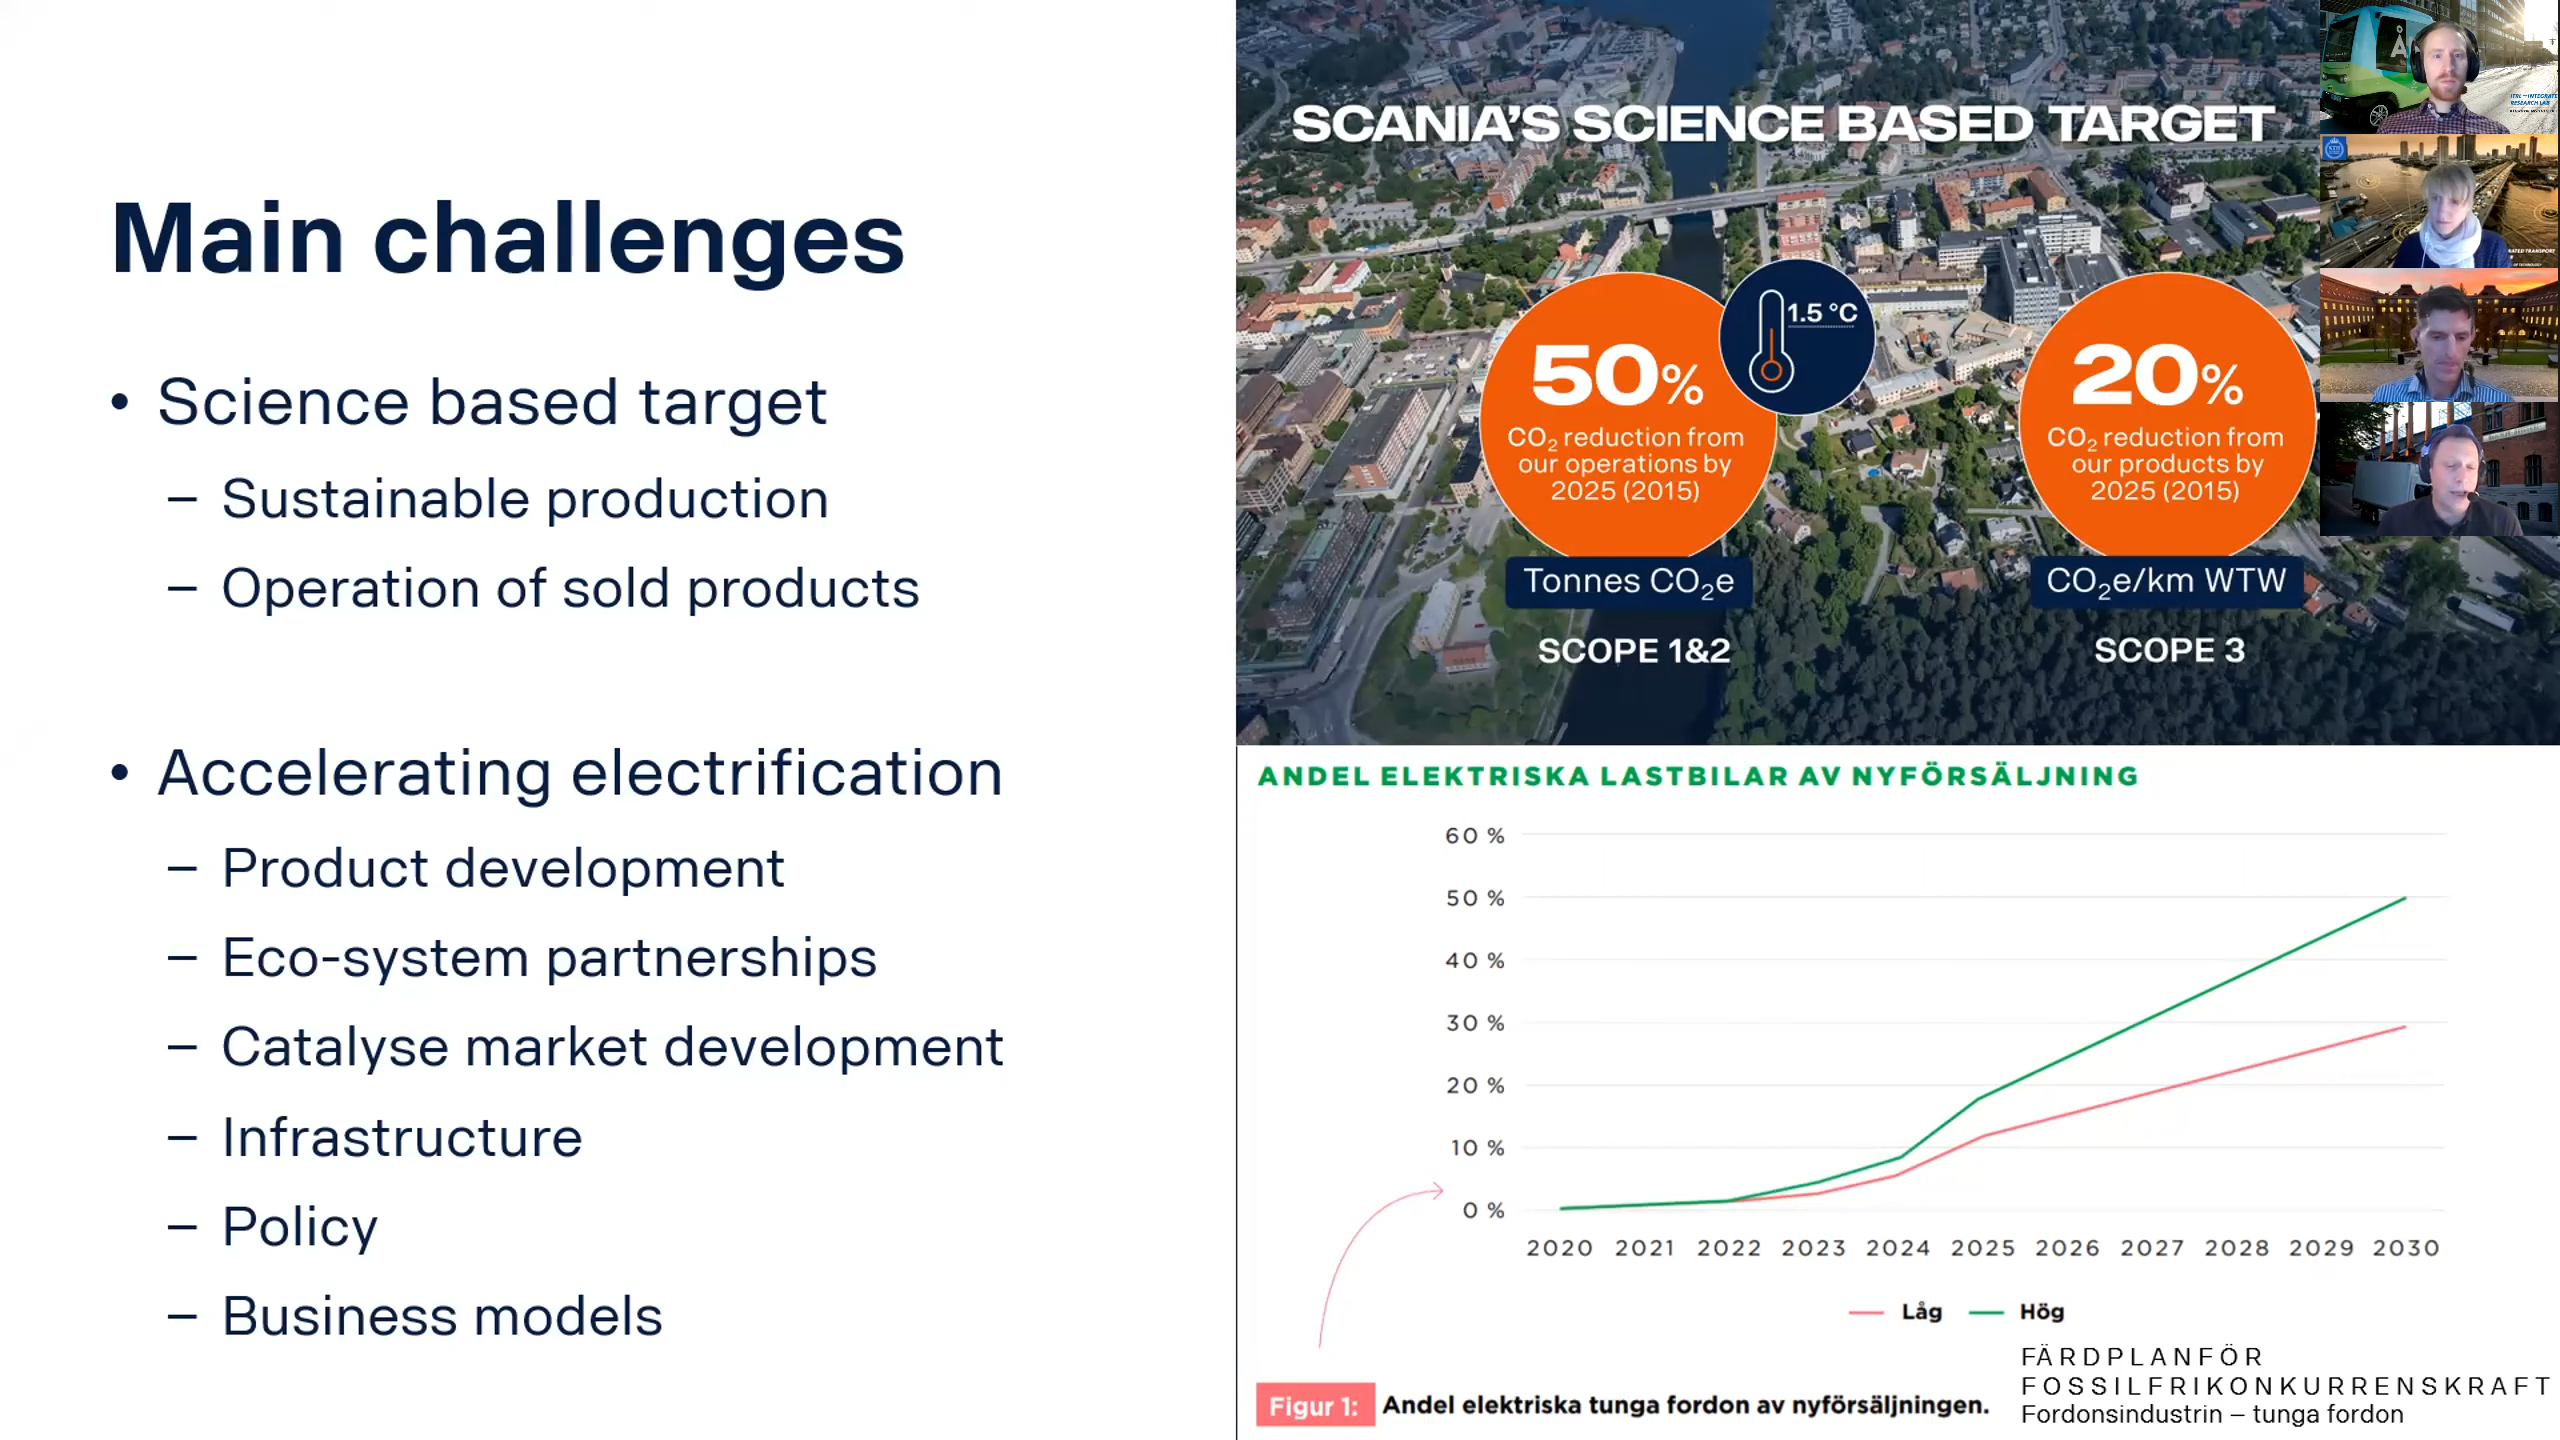 Main challenges
• Science based target
– Sustainable production
– Operation of sold products
• Accelerating electrification
– Product development
– Eco-system partnerships
– Catalyse market development
– Infrastructure
– Policy
– Business models
SCANIA'S SCIENCE BASED TARGET
50%
CO₂ reduction from
our operations by
2025 (2015)
1.5 °C
Tonnes CO₂e
SCOPE 1&2
20%
CO₂ reduction from
our products by
2025 (2015)
CO₂e/km WTW
SCOPE 3
ANDEL ELEKTRISKA LASTBILAR AV NYFÖRSÄLJNING
60 %
50 %
40 %
30 %
20 %
10 %
0 %
2020 2021 2022 2023 2024 2025 2026 2027 2028 2029 2030
Låg Hög
Figur 1: Andel elektriska tunga fordon av nyförsäljningen.
FÄRDPLANFÖR
FOSSILFRIKONKURRENSKRAFT
Fordonsindustrin – tunga fordon